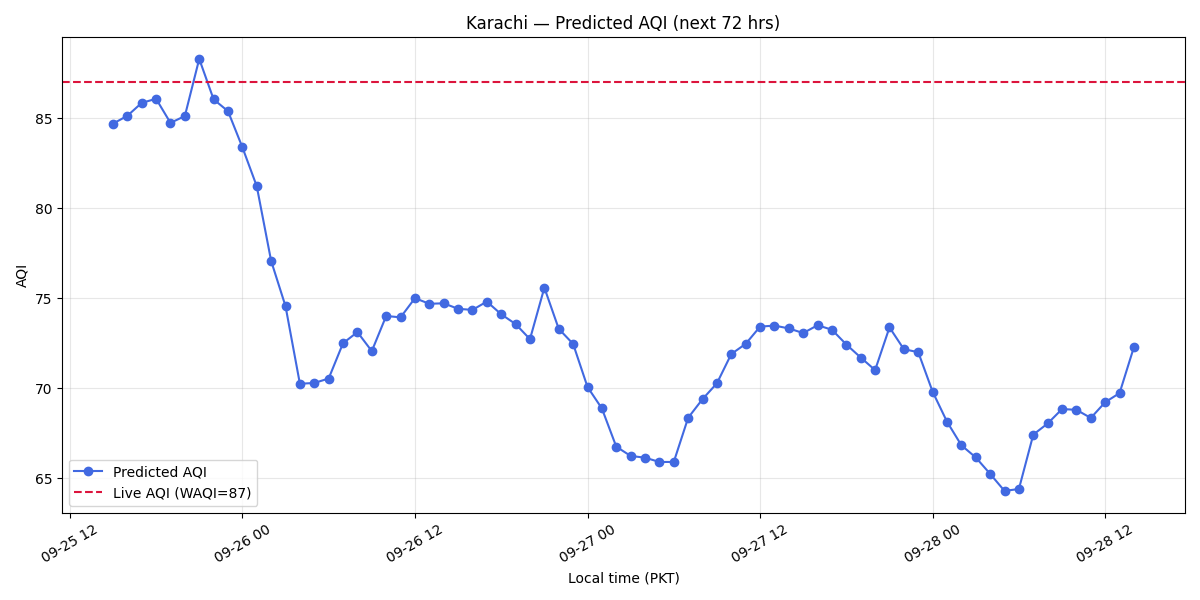 Karachi — Predicted AQI (next 72 hrs)
AQI
85
80
75
70
65
Predicted AQI
Live AQI (WAQI=87)
09-25 12
09-26 00
09-26 12
09-27 00
09-27 12
09-28 00
09-28 12
Local time (PKT)